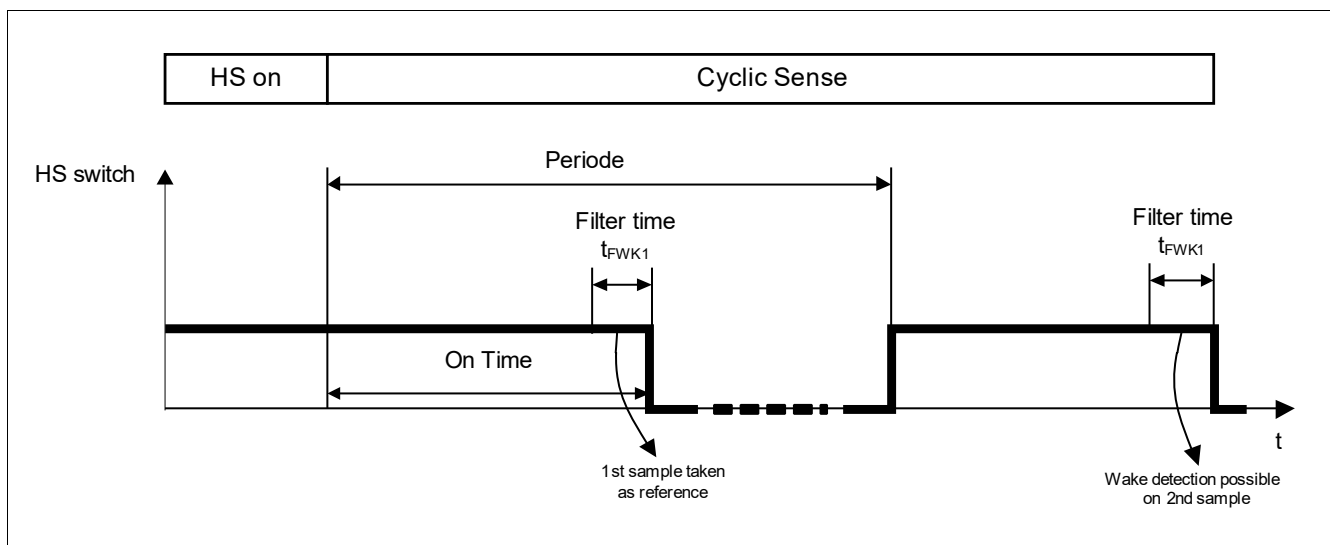 HS on
Cyclic Sense
HS switch
Periode
Filter time
tFWK1
Filter time
tFWK1
On Time
t
1st sample taken
as reference
Wake detection possible
on 2nd sample